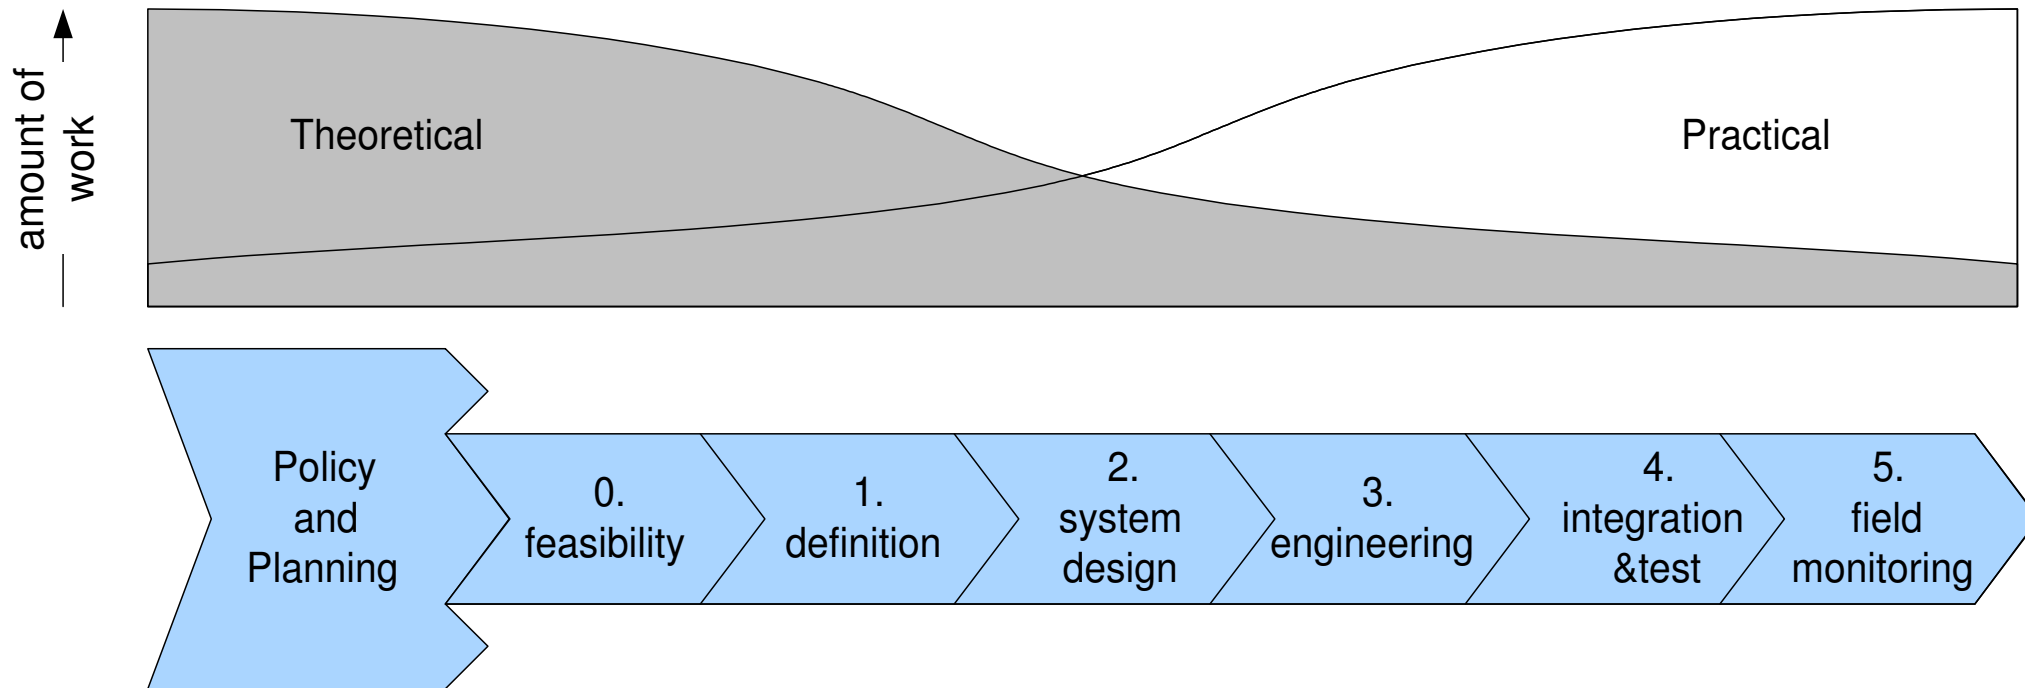 amount of
work
Theoretical
Practical
Policy
and
Planning
0.
feasibility
1.
definition
2.
system
design
3.
engineering
4.
integration
&test
5.
field
monitoring